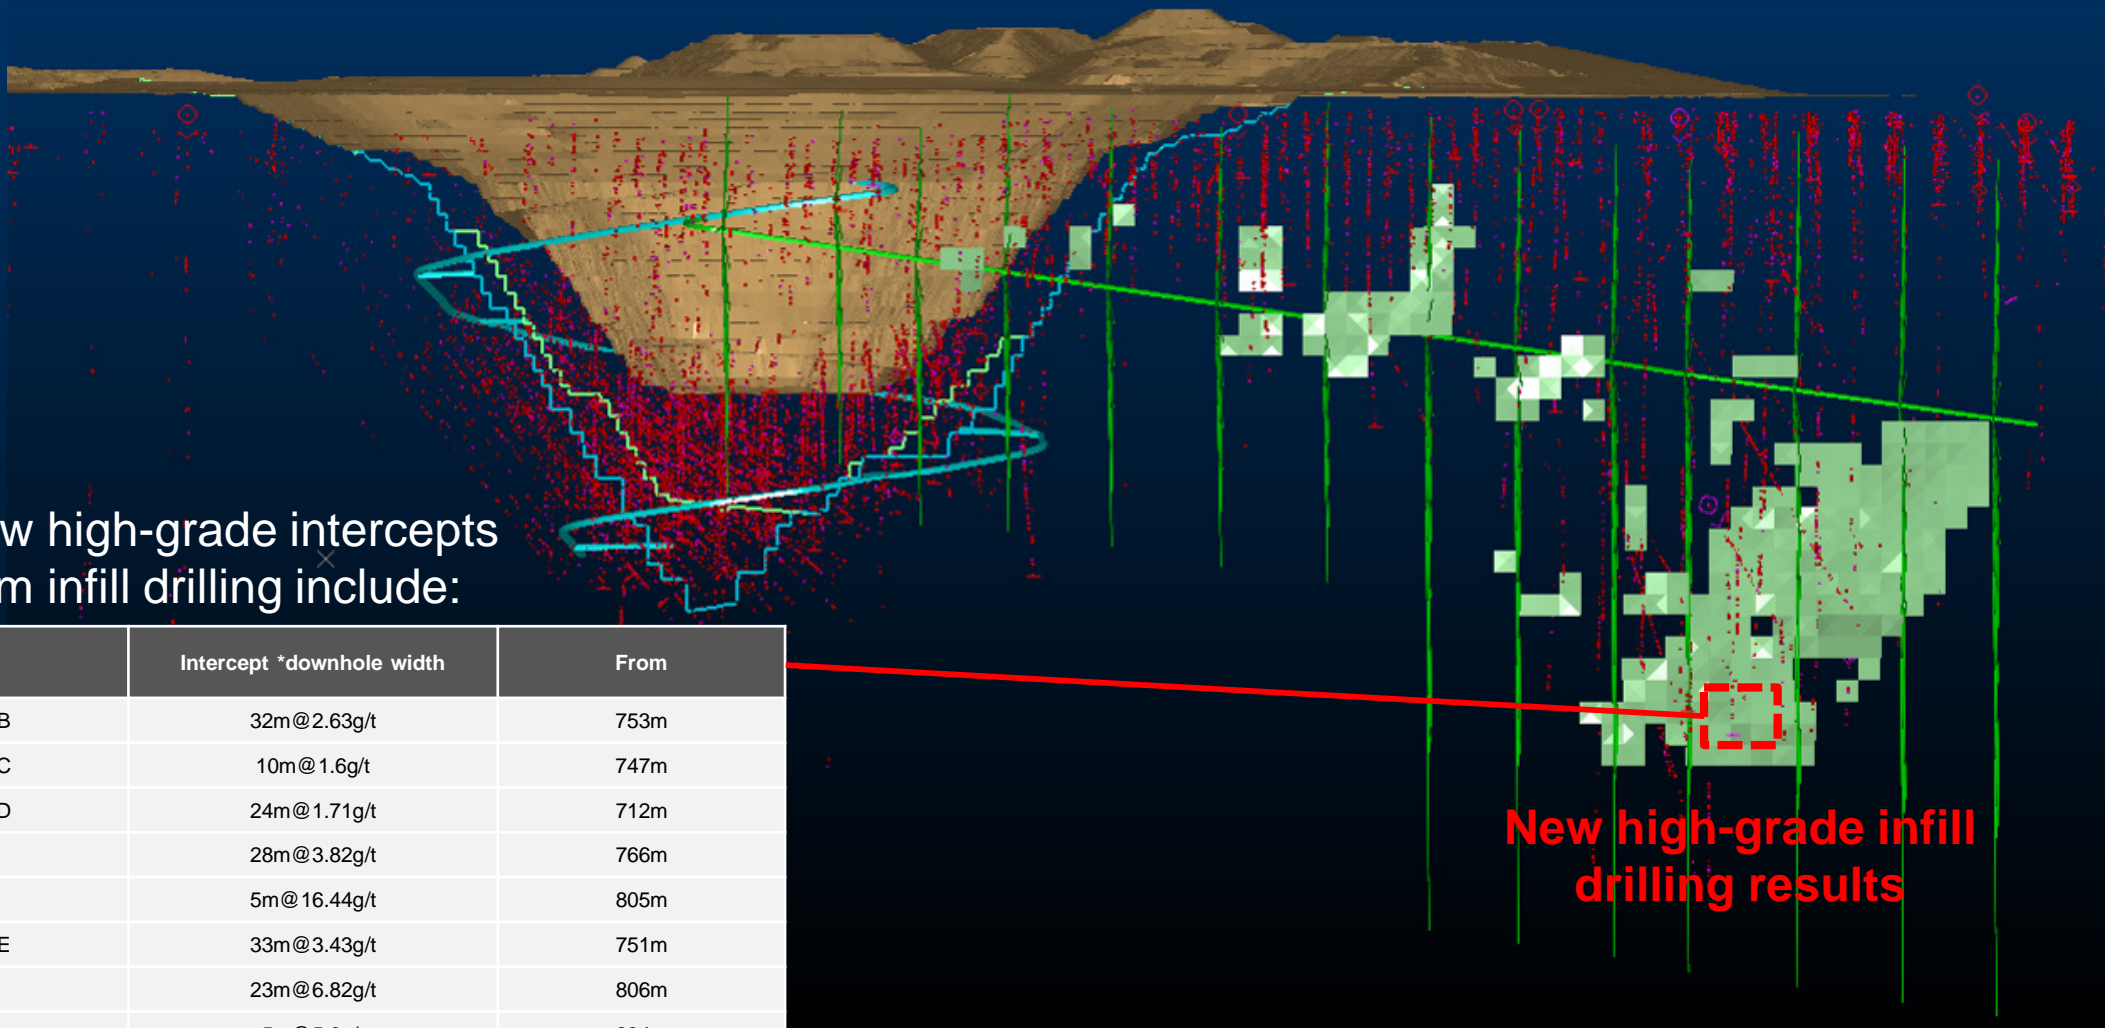 w high-grade intercepts
m infill drilling include:
Intercept *downhole width From
B 32m@2.63g/t 753m
C 10m@1.6g/t 747m
D 24m@1.71g/t 712m
28m@3.82g/t 766m
5m@16.44g/t 805m
E 33m@3.43g/t 751m
23m@6.82g/t 806m
New high-grade infill
drilling results